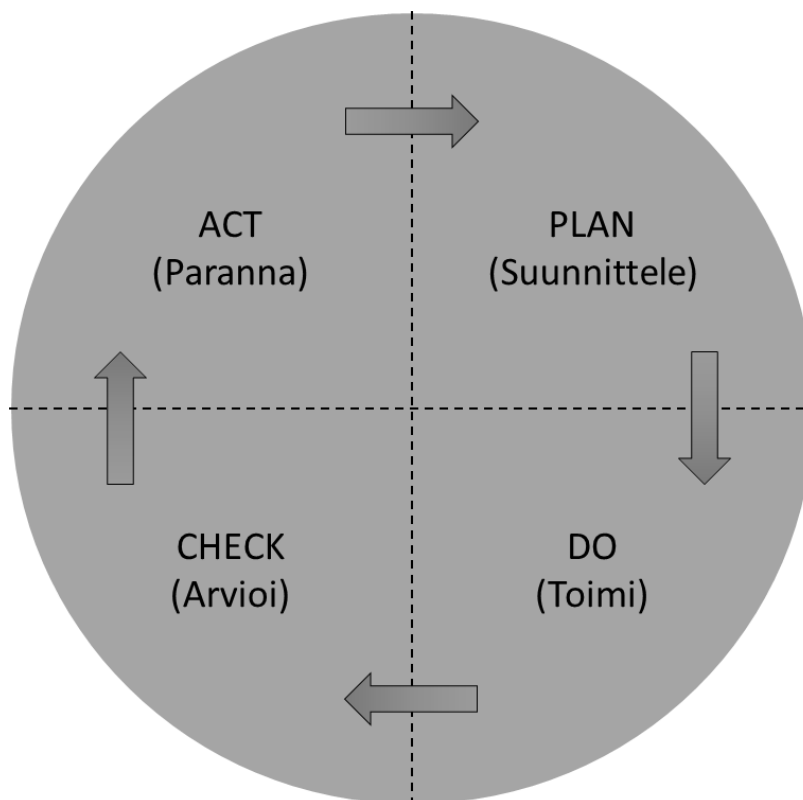 ACT
(Paranna)
PLAN
(Suunnittele)
CHECK
(Arvioi)
DO
(Toimi)